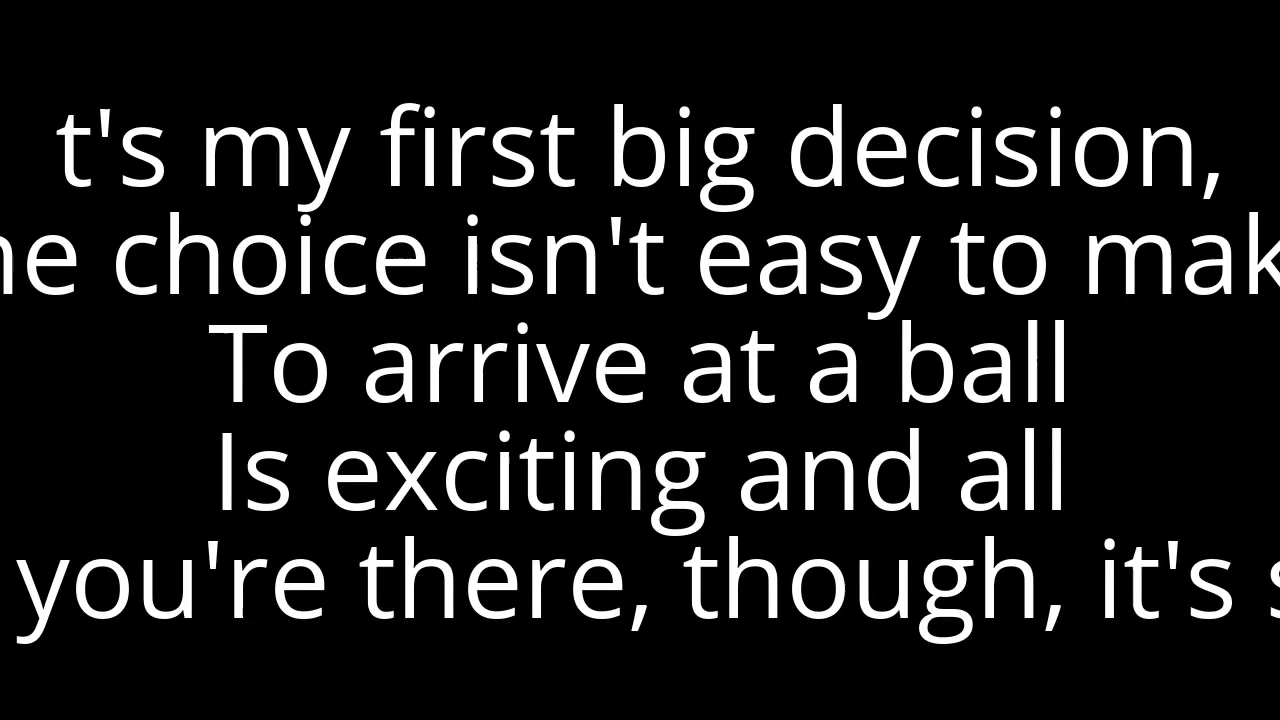 t's my first big decision,
he choice isn't easy to mak
To arrive at a ball
Is exciting and all
you're there, though, it's s